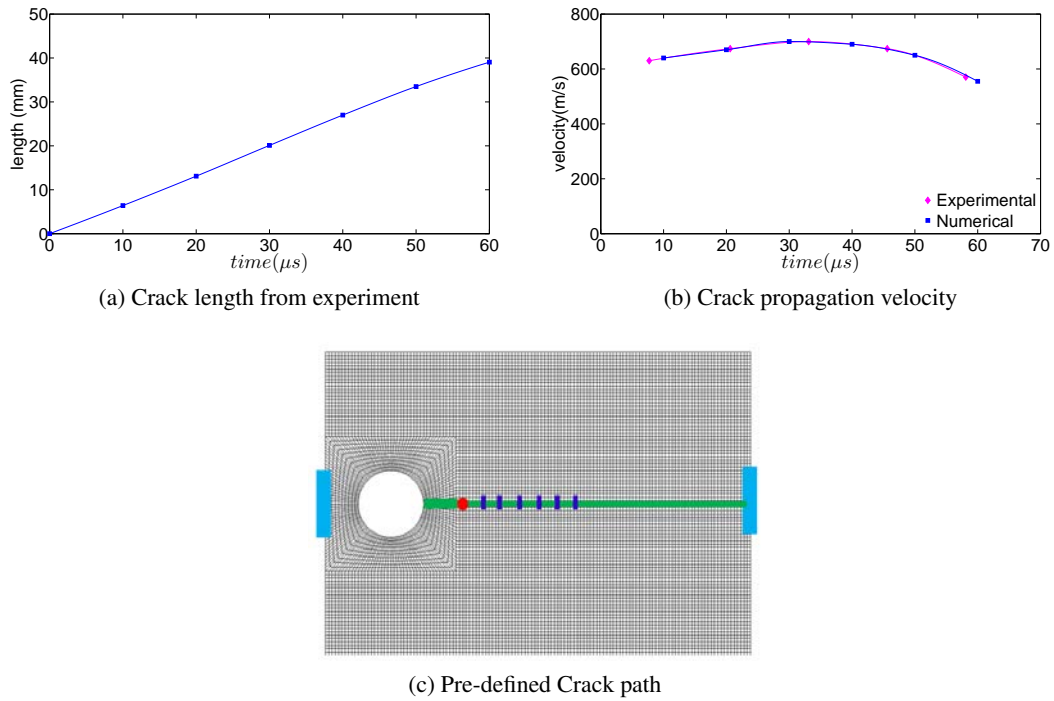 50
40
30
20
10
0
length (mm)
0 10 20 30 40 50 60
time(μs)
(a) Crack length from experiment
800
600
400
200
0
velocity(m/s)
Experimental
Numerical
0 10 20 30 40 50 60 70
time(μs)
(b) Crack propagation velocity
(c) Pre-defined Crack path